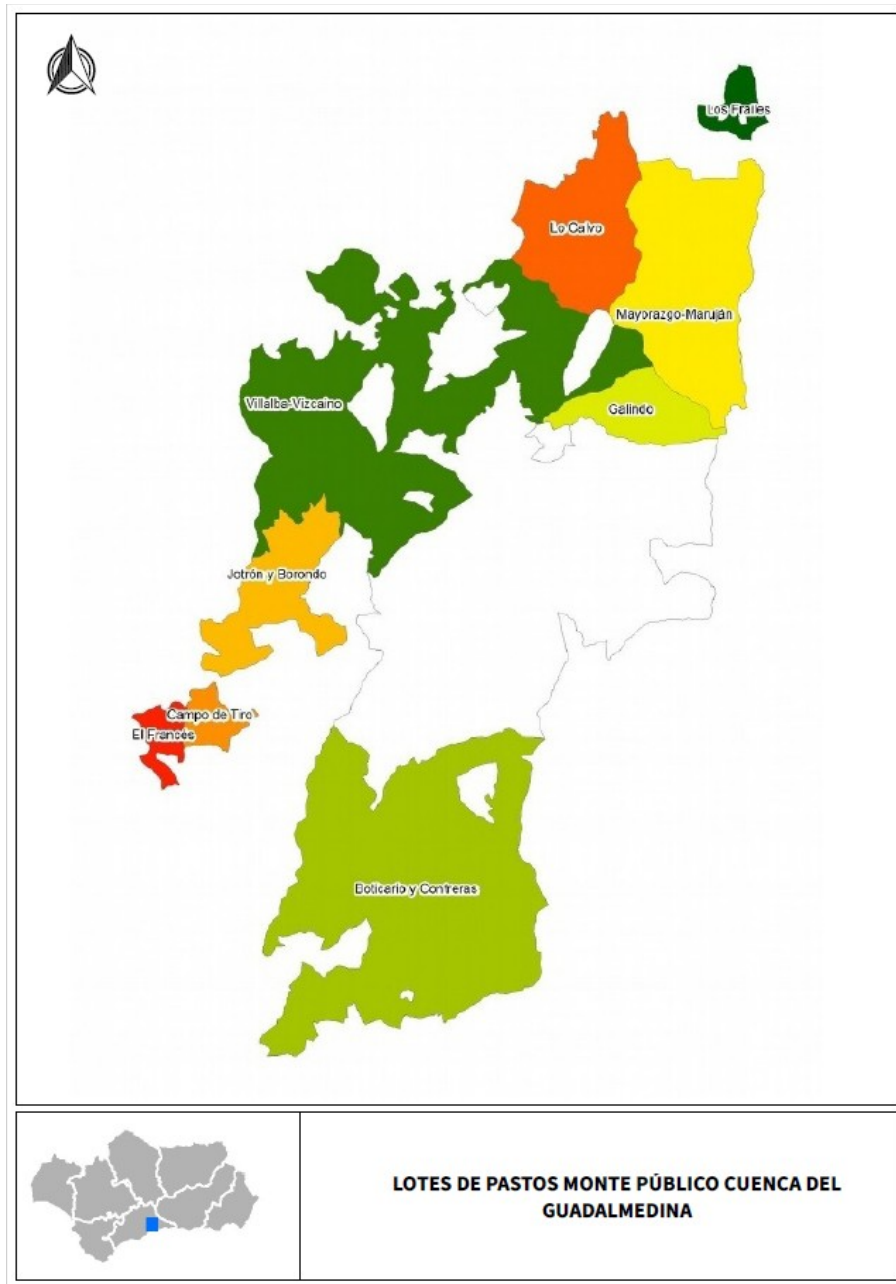 Los Frailes
Lo Calvo
Mayorazgo-Maruján
Villalba-Vizcaino
Galindo
Jotrón y Borondo
Campo de Tiro
El Francés
Boticario y Contreras
LOTES DE PASTOS MONTE PÚBLICO CUENCA DEL
GUADALMEDINA